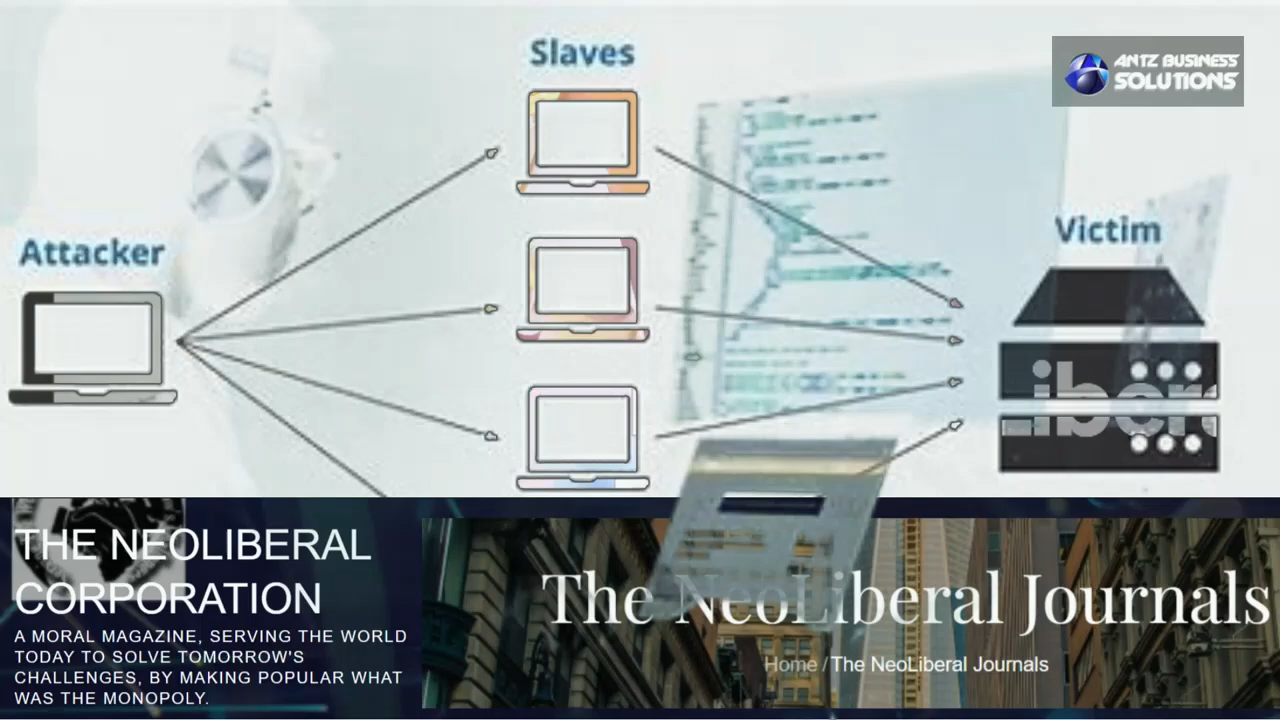 Slaves
ANTZ BUSINESS
SOLUTIONS
Attacker
Victim
Libera
THE NEOLIBERAL
CORPORATION
A MORAL MAGAZINE, SERVING THE WORLD
TODAY TO SOLVE TOMORROW'S
CHALLENGES, BY MAKING POPULAR WHAT
WAS THE MONOPOLY.
The NeoLiberal Journals
Home / The NeoLiberal Journals